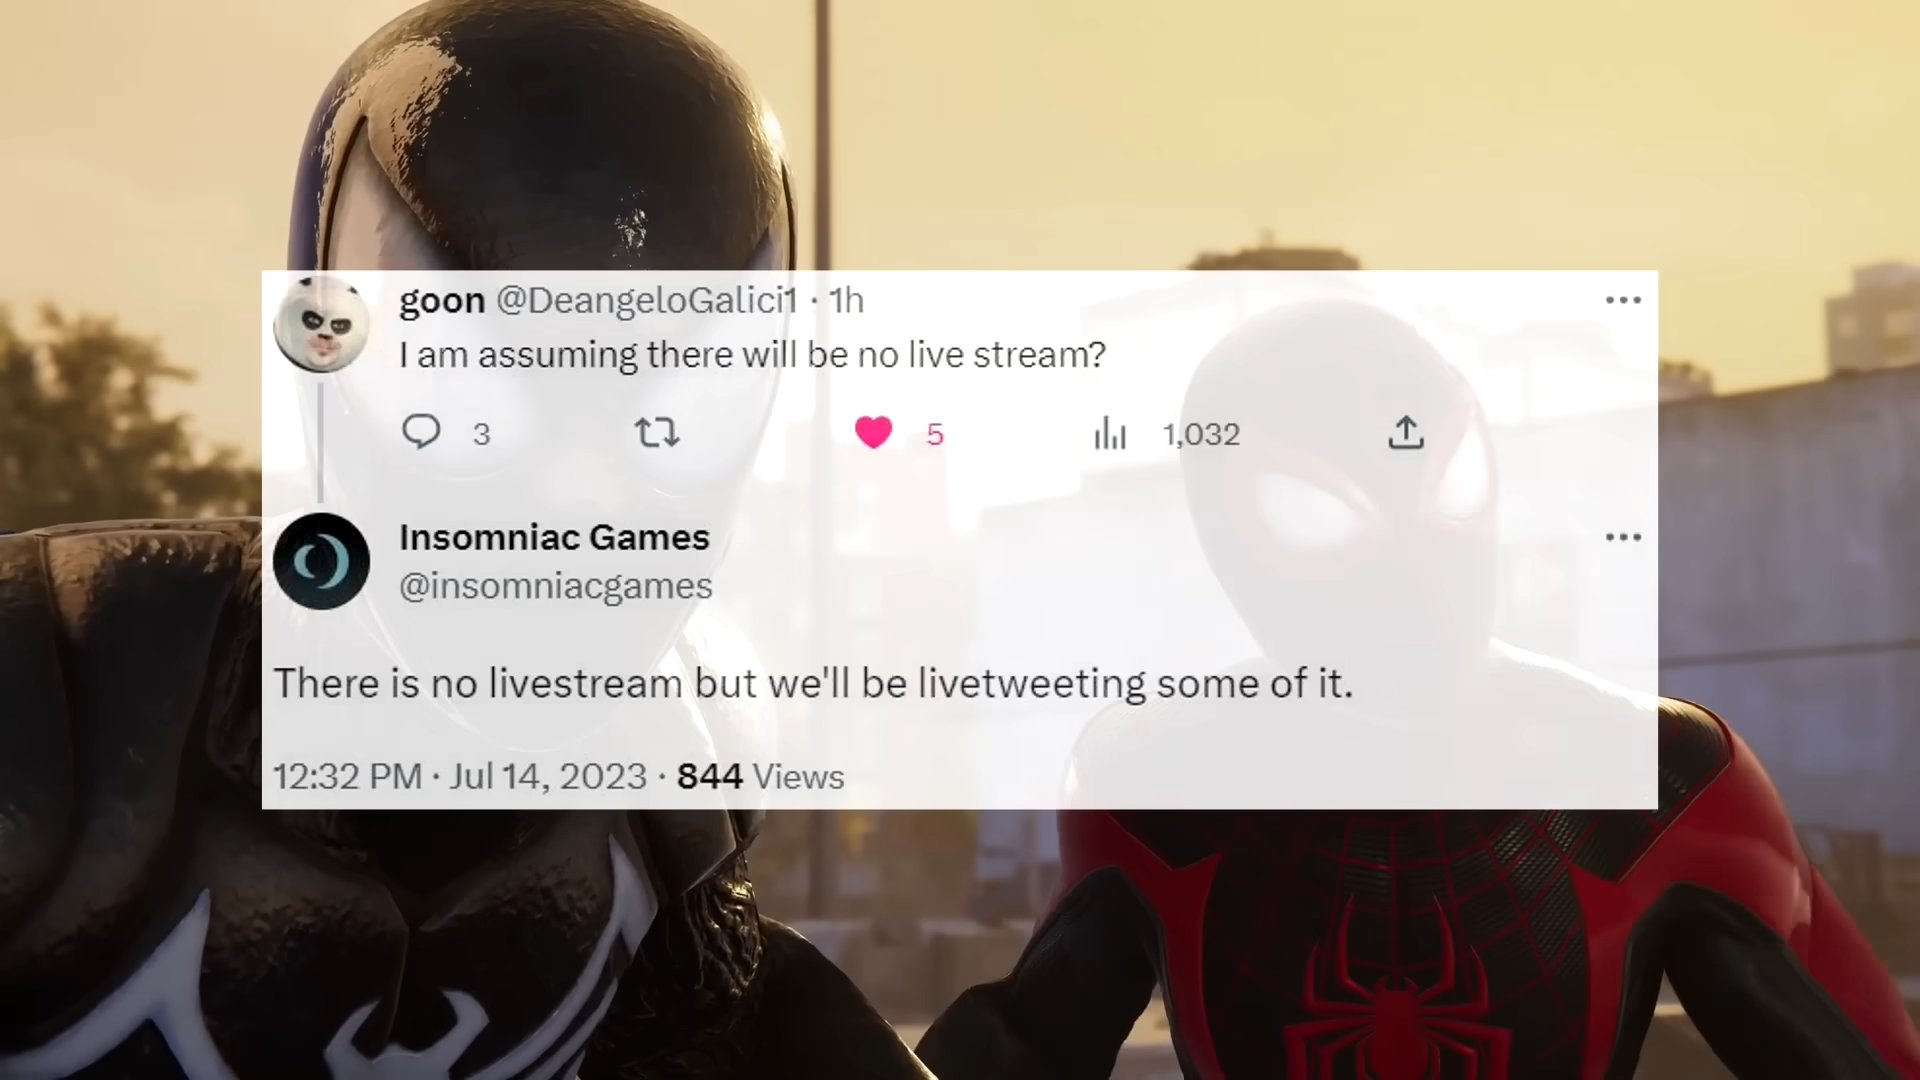 goon @DeangeloGalici1 · 1h
I am assuming there will be no live stream?
3 5 1,032
Insomniac Games
@insomniacgames
There is no livestream but we'll be livetweeting some of it.
12:32 PM · Jul 14, 2023 · 844 Views